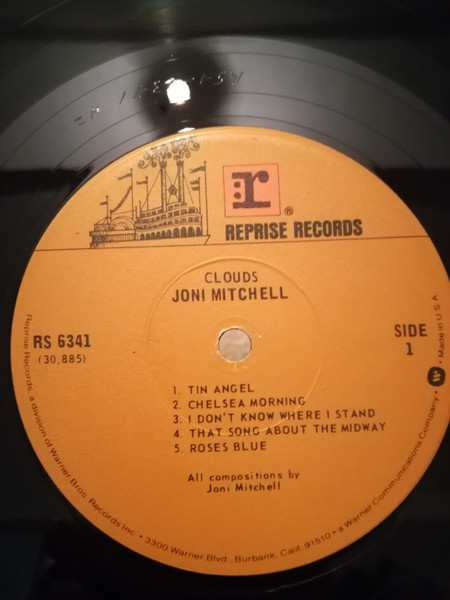 r
®
REPRISE RECORDS
CLOUDS
JONI MITCHELL
RS 6341
(30,885)
SIDE
1
1. TIN ANGEL
2. CHELSEA MORNING
3. I DON'T KNOW WHERE I STAND
4. THAT SONG ABOUT THE MIDWAY
5. ROSES BLUE
All compositions by
Joni Mitchell
Reprise Records, a division of Warner Bros. Records Inc. • 3300 Warner Blvd., Burbank, Calif. 91510 • a Warner Communications Company • W • Made in U.S.A.